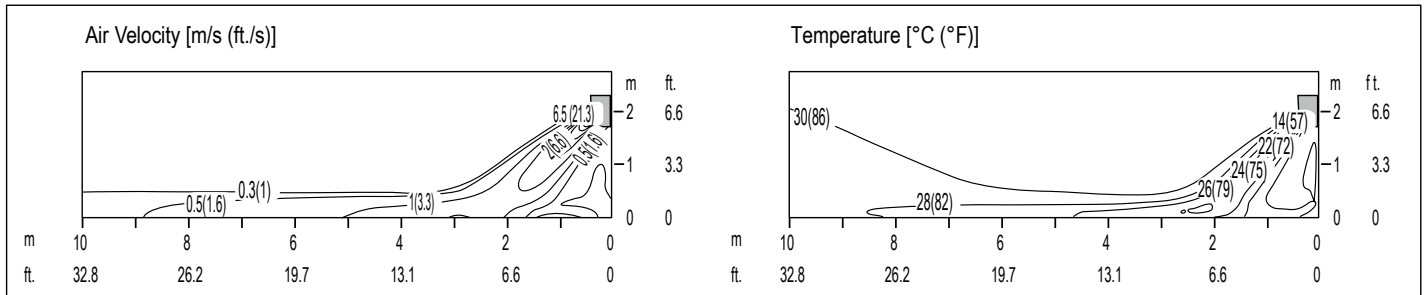 Air Velocity [m/s (ft./s)]
m ft.
6.5 (21.3)
2 6.6
2(6.6)
0.5(1.6)
1 3.3
0.3(1)
0.5(1.6)
1(3.3)
0 0
m 10 8 6 4 2 0
ft. 32.8 26.2 19.7 13.1 6.6 0
Temperature [°C (°F)]
m ft.
30(86)
2 6.6
14(57)
22(72)
1 3.3
24(75)
26(79)
28(82)
0 0
m 10 8 6 4 2 0
ft. 32.8 26.2 19.7 13.1 6.6 0